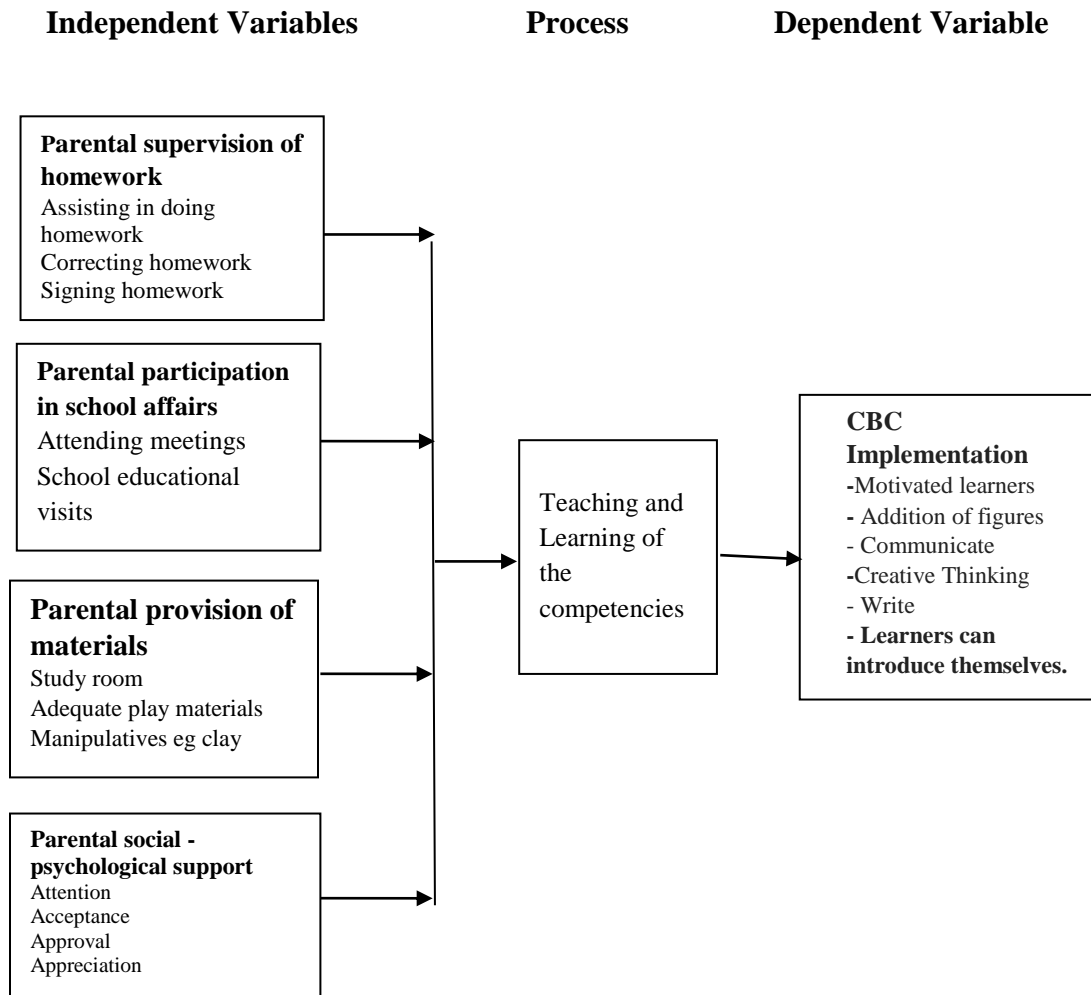 Independent Variables
Process
Dependent Variable
Parental supervision of
homework
Assisting in doing
homework
Correcting homework
Signing homework
Parental participation
in school affairs
Attending meetings
School educational
visits
Parental provision of
materials
Study room
Adequate play materials
Manipulatives eg clay
Parental social -
psychological support
Attention
Acceptance
Approval
Appreciation
Teaching and
Learning of
the
competencies
CBC
Implementation
-Motivated learners
- Addition of figures
- Communicate
-Creative Thinking
- Write
- Learners can
introduce themselves.